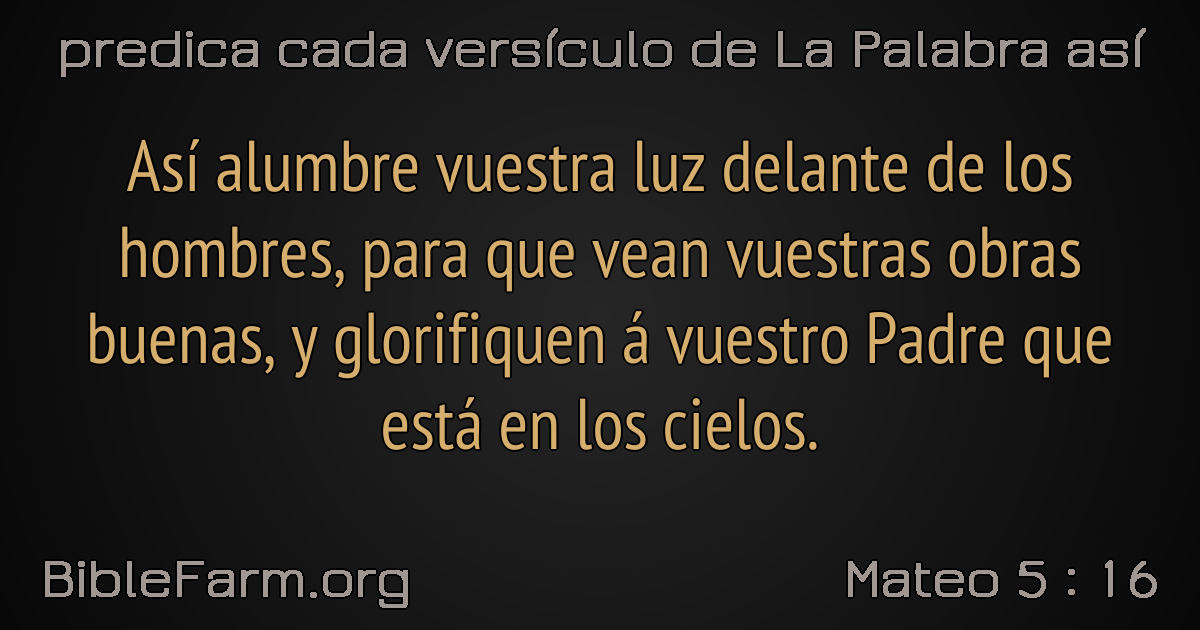 predica cada versículo de La Palabra así
Así alumbre vuestra luz delante de los
hombres, para que vean vuestras obras
buenas, y glorifiquen á vuestro Padre que
está en los cielos.
BibleFarm.org
Mateo 5 : 16